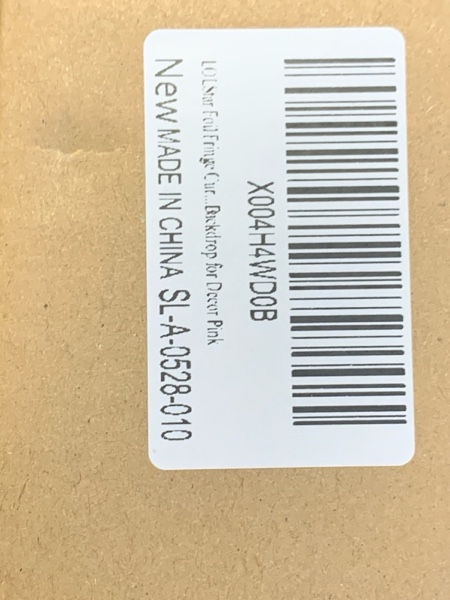 X004H4WD0B
LOLStar Foil Fringe Cur...Backdrop for Decor Pink
New MADE IN CHINA SL-A-0528-010